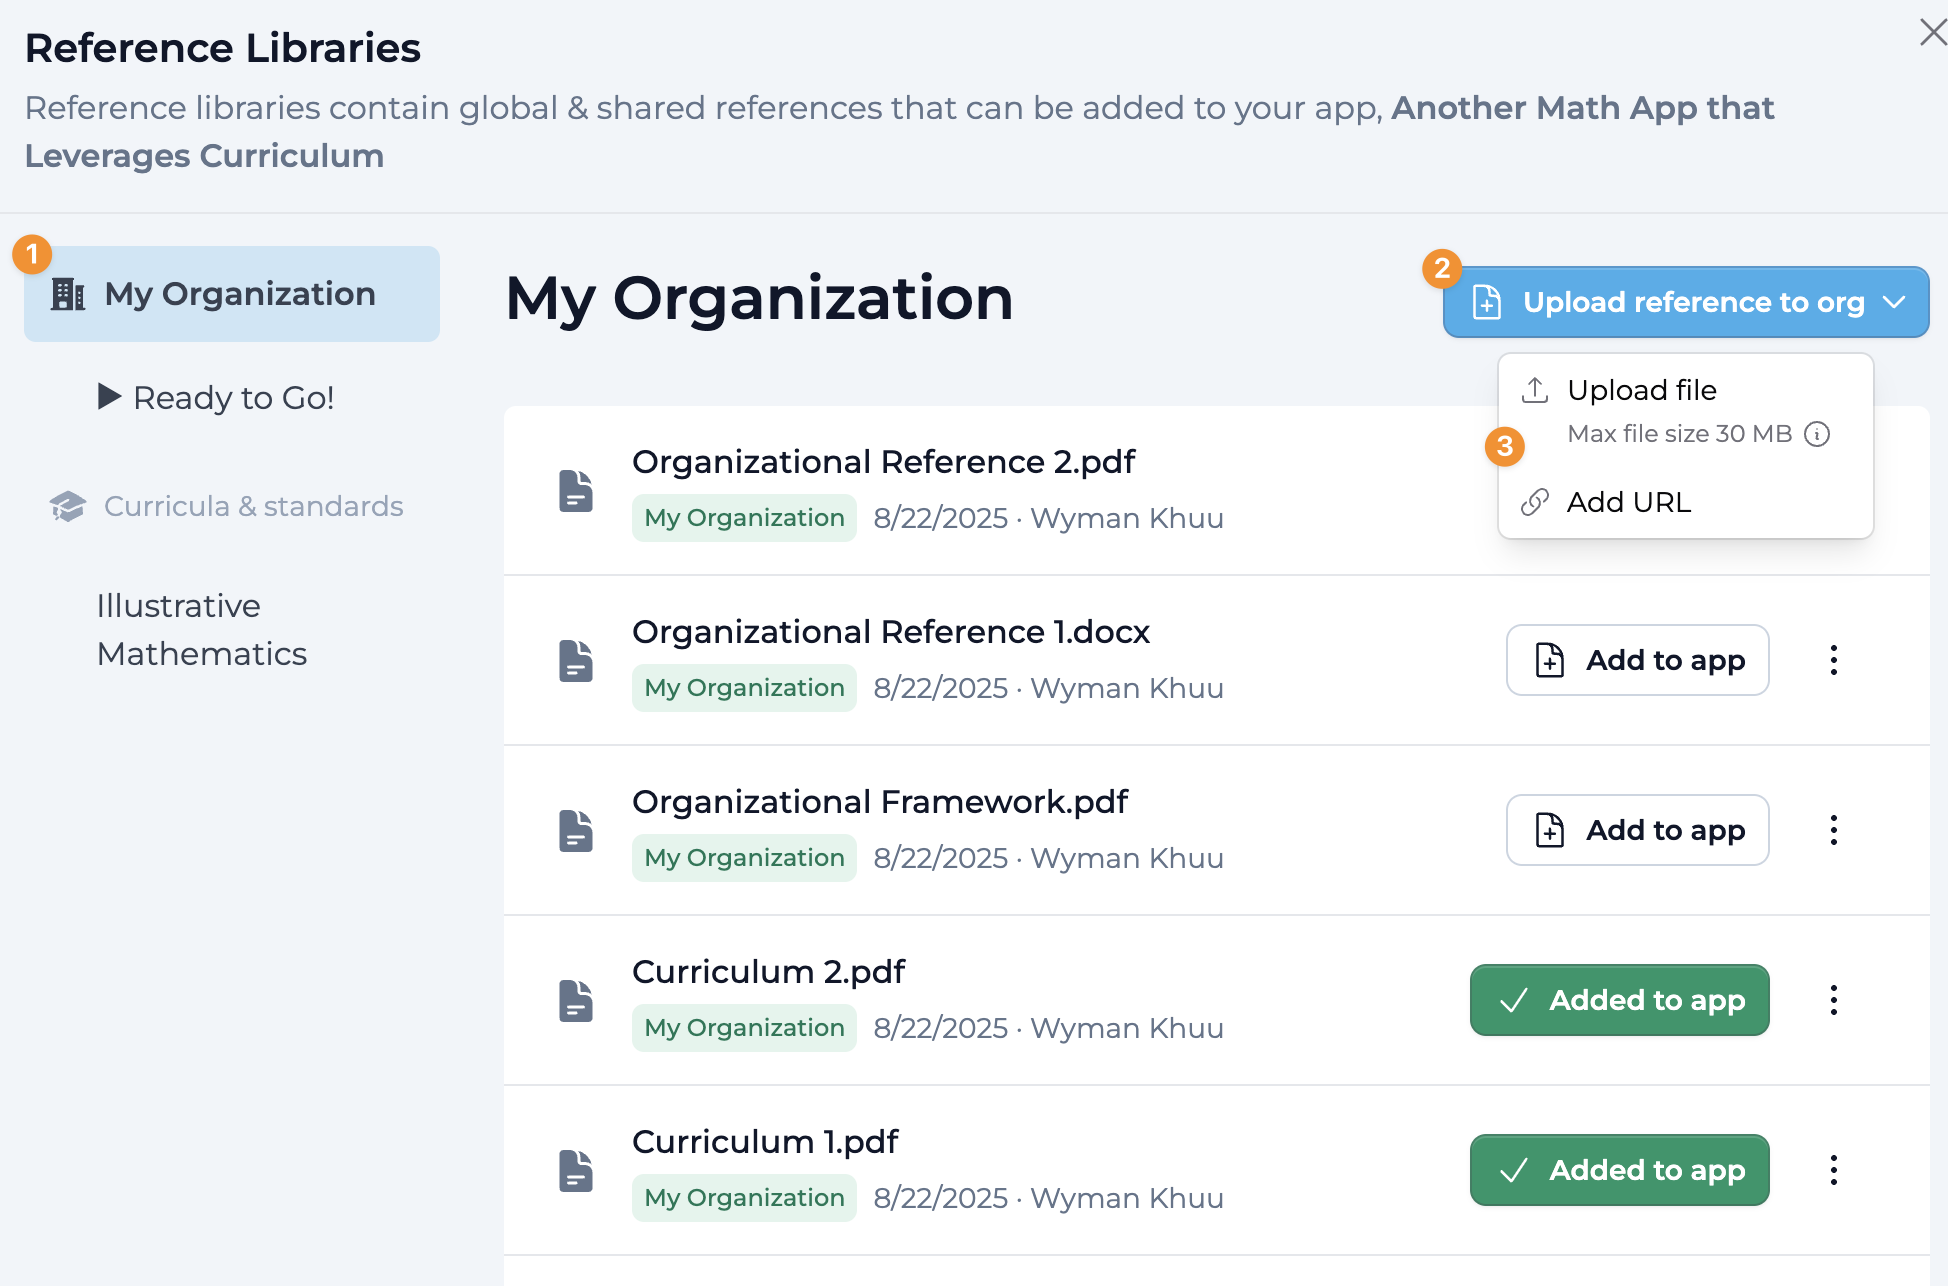 Reference Libraries
Reference libraries contain global & shared references that can be added to your app, Another Math App that
Leverages Curriculum
1
My Organization
Ready to Go!
Curricula & standards
Illustrative
Mathematics
My Organization
2
Upload reference to org
Upload file
Max file size 30 MB
3
Add URL
Organizational Reference 2.pdf
My Organization 8/22/2025 · Wyman Khuu
Organizational Reference 1.docx
My Organization 8/22/2025 · Wyman Khuu
Add to app
Organizational Framework.pdf
My Organization 8/22/2025 · Wyman Khuu
Add to app
Curriculum 2.pdf
My Organization 8/22/2025 · Wyman Khuu
Added to app
Curriculum 1.pdf
My Organization 8/22/2025 · Wyman Khuu
Added to app